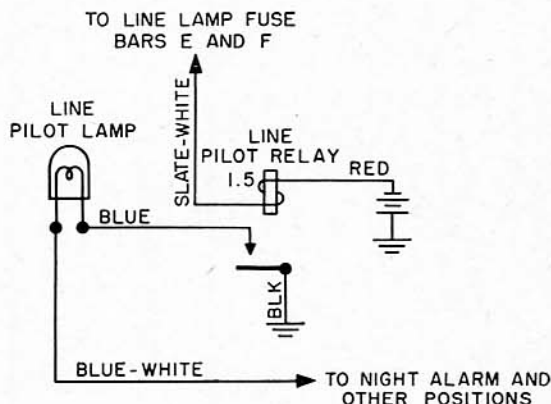 TO LINE LAMP FUSE
BARS E AND F
LINE
PILOT LAMP
SLATE-WHITE
LINE
PILOT RELAY
1.5
RED
BLUE
BLK
BLUE-WHITE
TO NIGHT ALARM AND
OTHER POSITIONS